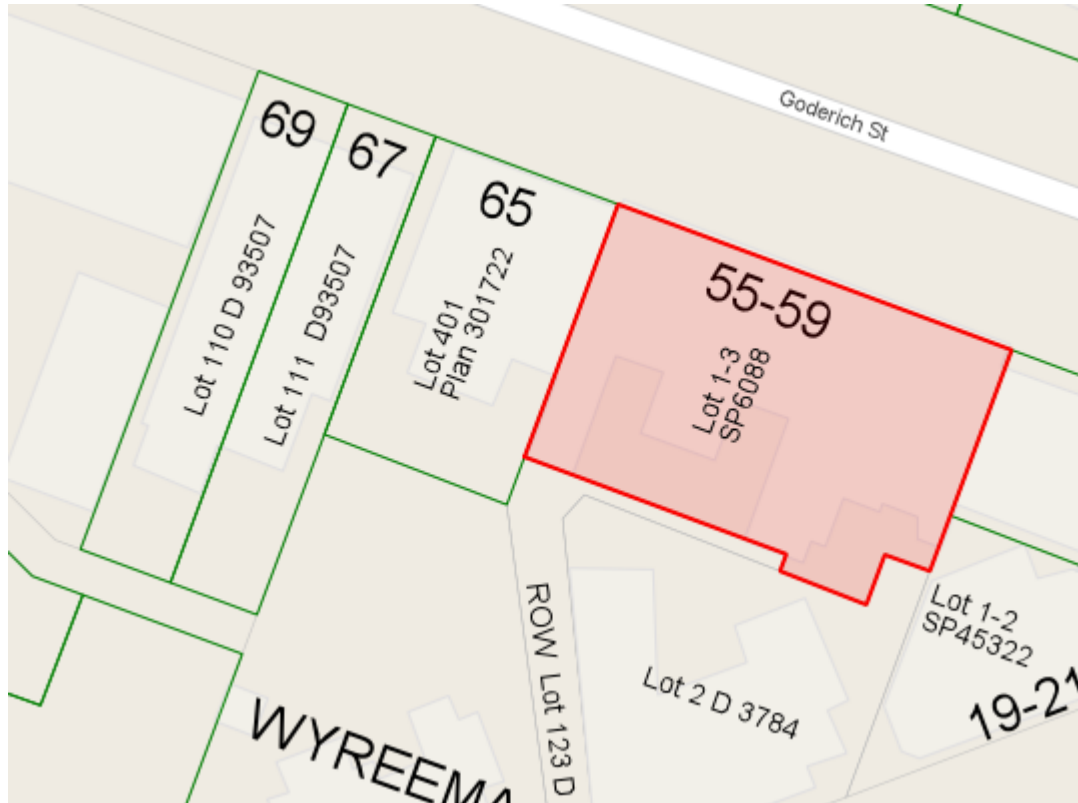 Goderich St
69
67
65
55-59
Lot 110 D 93507
Lot 111 D93507
Lot 401
Plan 301722
Lot 1-3
SP6088
ROW Lot 123 D
Lot 2 D 3784
Lot 1-2
SP45322
19-21
WYREEMA